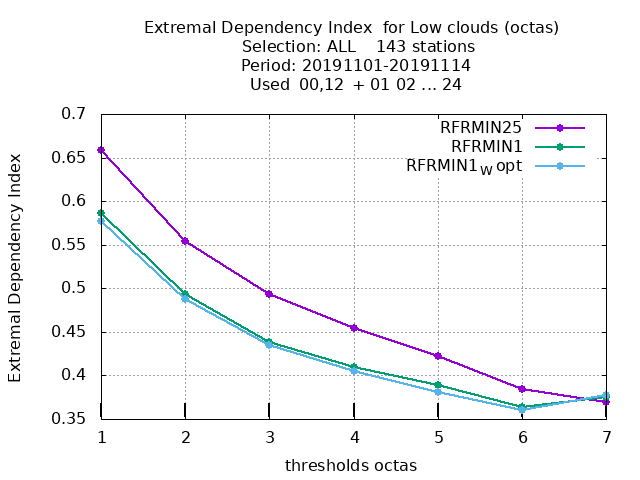 Extremal Dependency Index  for Low clouds (octas)
Selection: ALL    143 stations
Period: 20191101-20191114
Used  00,12  + 01 02 ... 24
RFRMIN25
RFRMIN1
RFRMIN1W opt
Extremal Dependency Index
0.7
0.65
0.6
0.55
0.5
0.45
0.4
0.35
1 2 3 4 5 6 7
thresholds octas